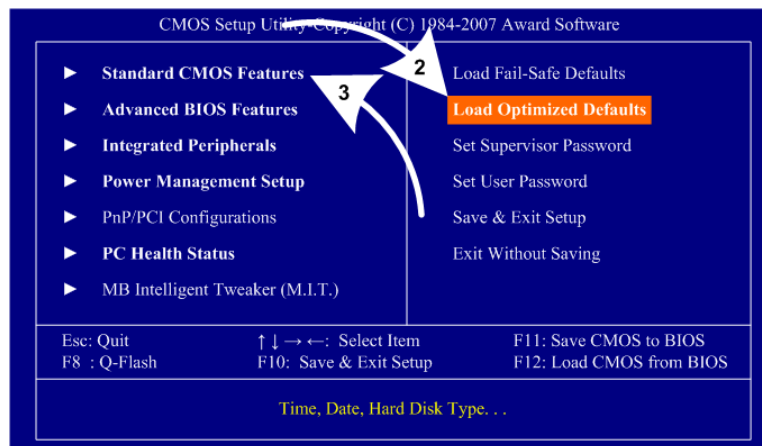 CMOS Setup Utility-Copyright (C) 1984-2007 Award Software
► Standard CMOS Features
► Advanced BIOS Features
► Integrated Peripherals
► Power Management Setup
► PnP/PCI Configurations
► PC Health Status
► MB Intelligent Tweaker (M.I.T.)
2
3
Load Fail-Safe Defaults
Load Optimized Defaults
Set Supervisor Password
Set User Password
Save & Exit Setup
Exit Without Saving
Esc: Quit ↑ ↓ → ←: Select Item F11: Save CMOS to BIOS
F8 : Q-Flash F10: Save & Exit Setup F12: Load CMOS from BIOS
Time, Date, Hard Disk Type. . .